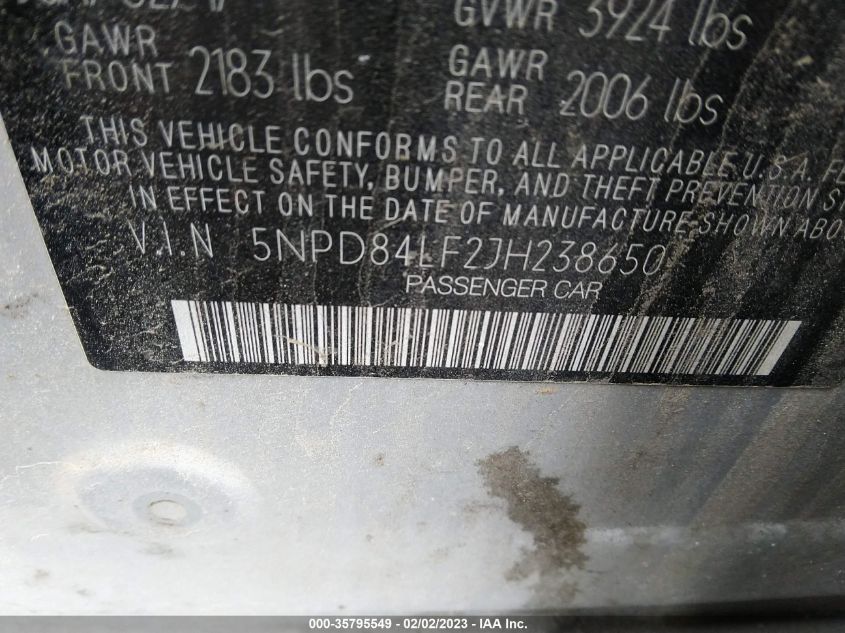 GVWR 3924 lbs
GAWR FRONT 2183 lbs
GAWR REAR 2006 lbs
THIS VEHICLE CONFORMS TO ALL APPLICABLE U.S.A.
MOTOR VEHICLE SAFETY, BUMPER, AND THEFT PREVENTION
IN EFFECT ON THE DATE OF MANUFACTURE SHOWN
V.I.N 5NPD84LF2JH238650
PASSENGER CAR
000-35795549 — 02/02/2023 — IAA Inc.